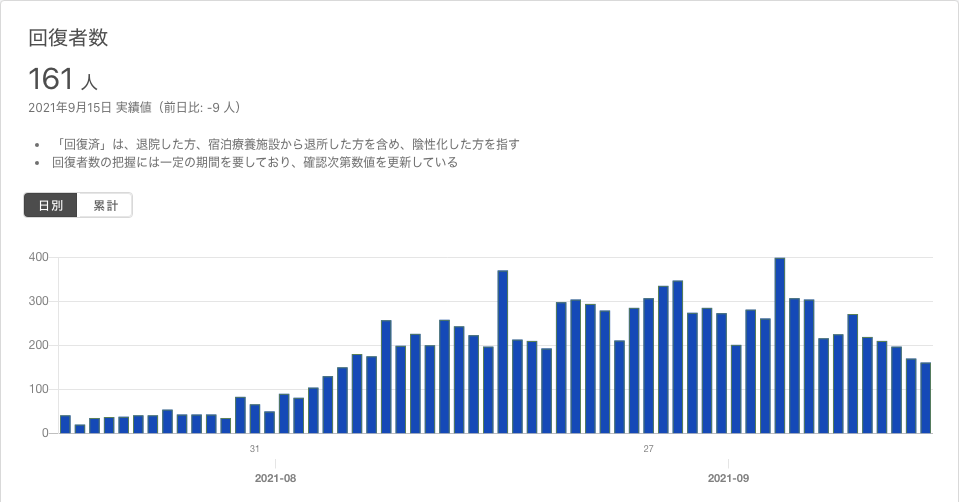 回復者数
161 人
2021年9月15日 実績値（前日比: -9 人）
• 「回復済」は、退院した方、宿泊療養施設から退所した方を含め、陰性化した方を指す
• 回復者数の把握には一定の期間を要しており、確認次第数値を更新している
日別 累計
400
300
200
100
0
31 27
2021-08 2021-09